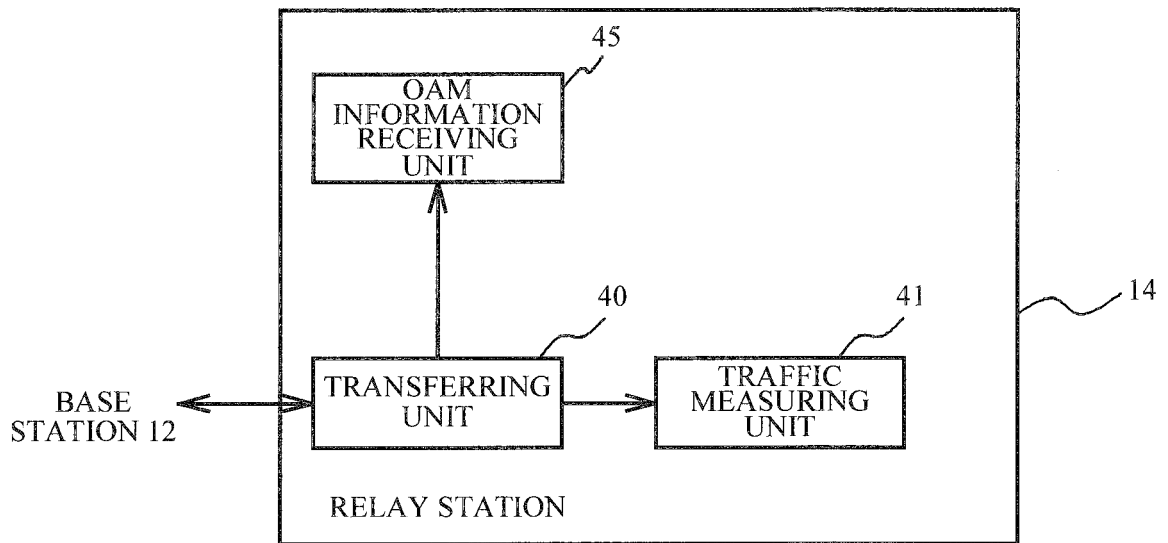 45
OAM
INFORMATION
RECEIVING
UNIT
40
41
14
TRANSFERRING
UNIT
TRAFFIC
MEASURING
UNIT
BASE
STATION 12
RELAY STATION